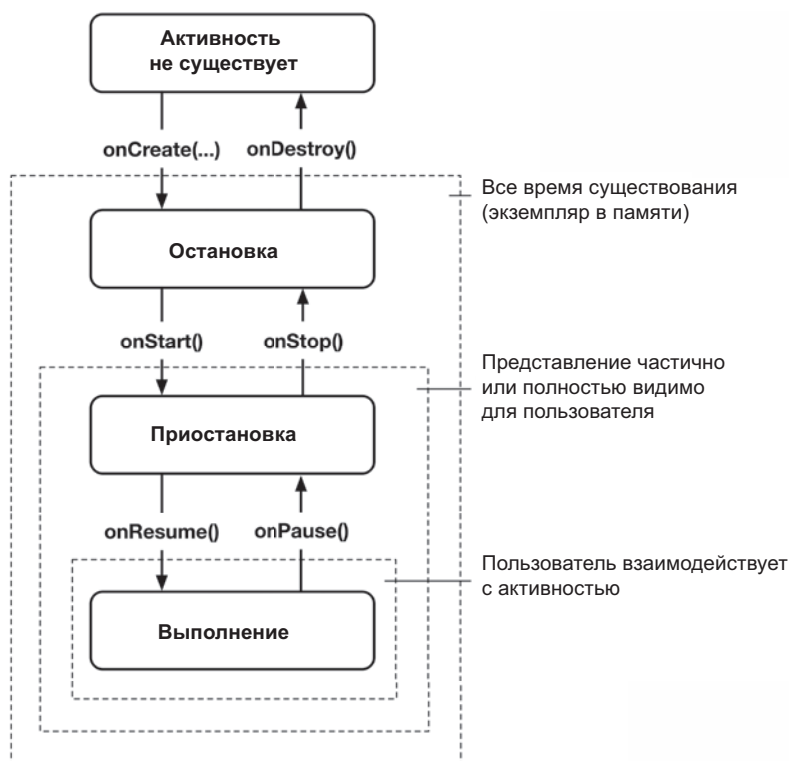 Активность
не существует
onCreate(...) onDestroy()
Все время существования
(экземпляр в памяти)
Остановка
onStart() onStop()
Представление частично
или полностью видимо
для пользователя
Приостановка
onResume() onPause()
Пользователь взаимодействует
с активностью
Выполнение